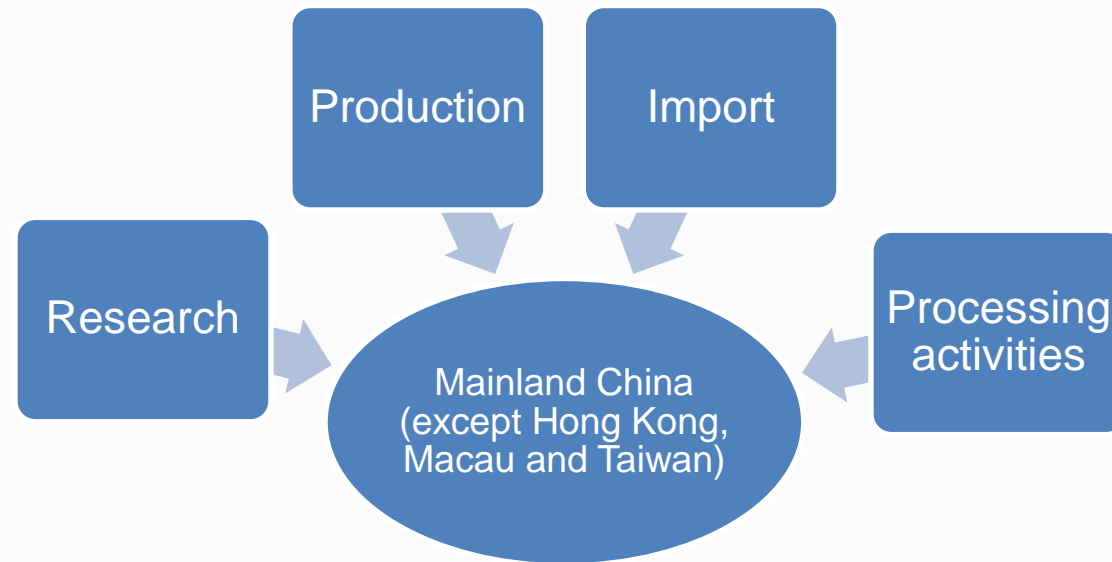 Production
Import
Research
Processing
activities
Mainland China
(except Hong Kong,
Macau and Taiwan)